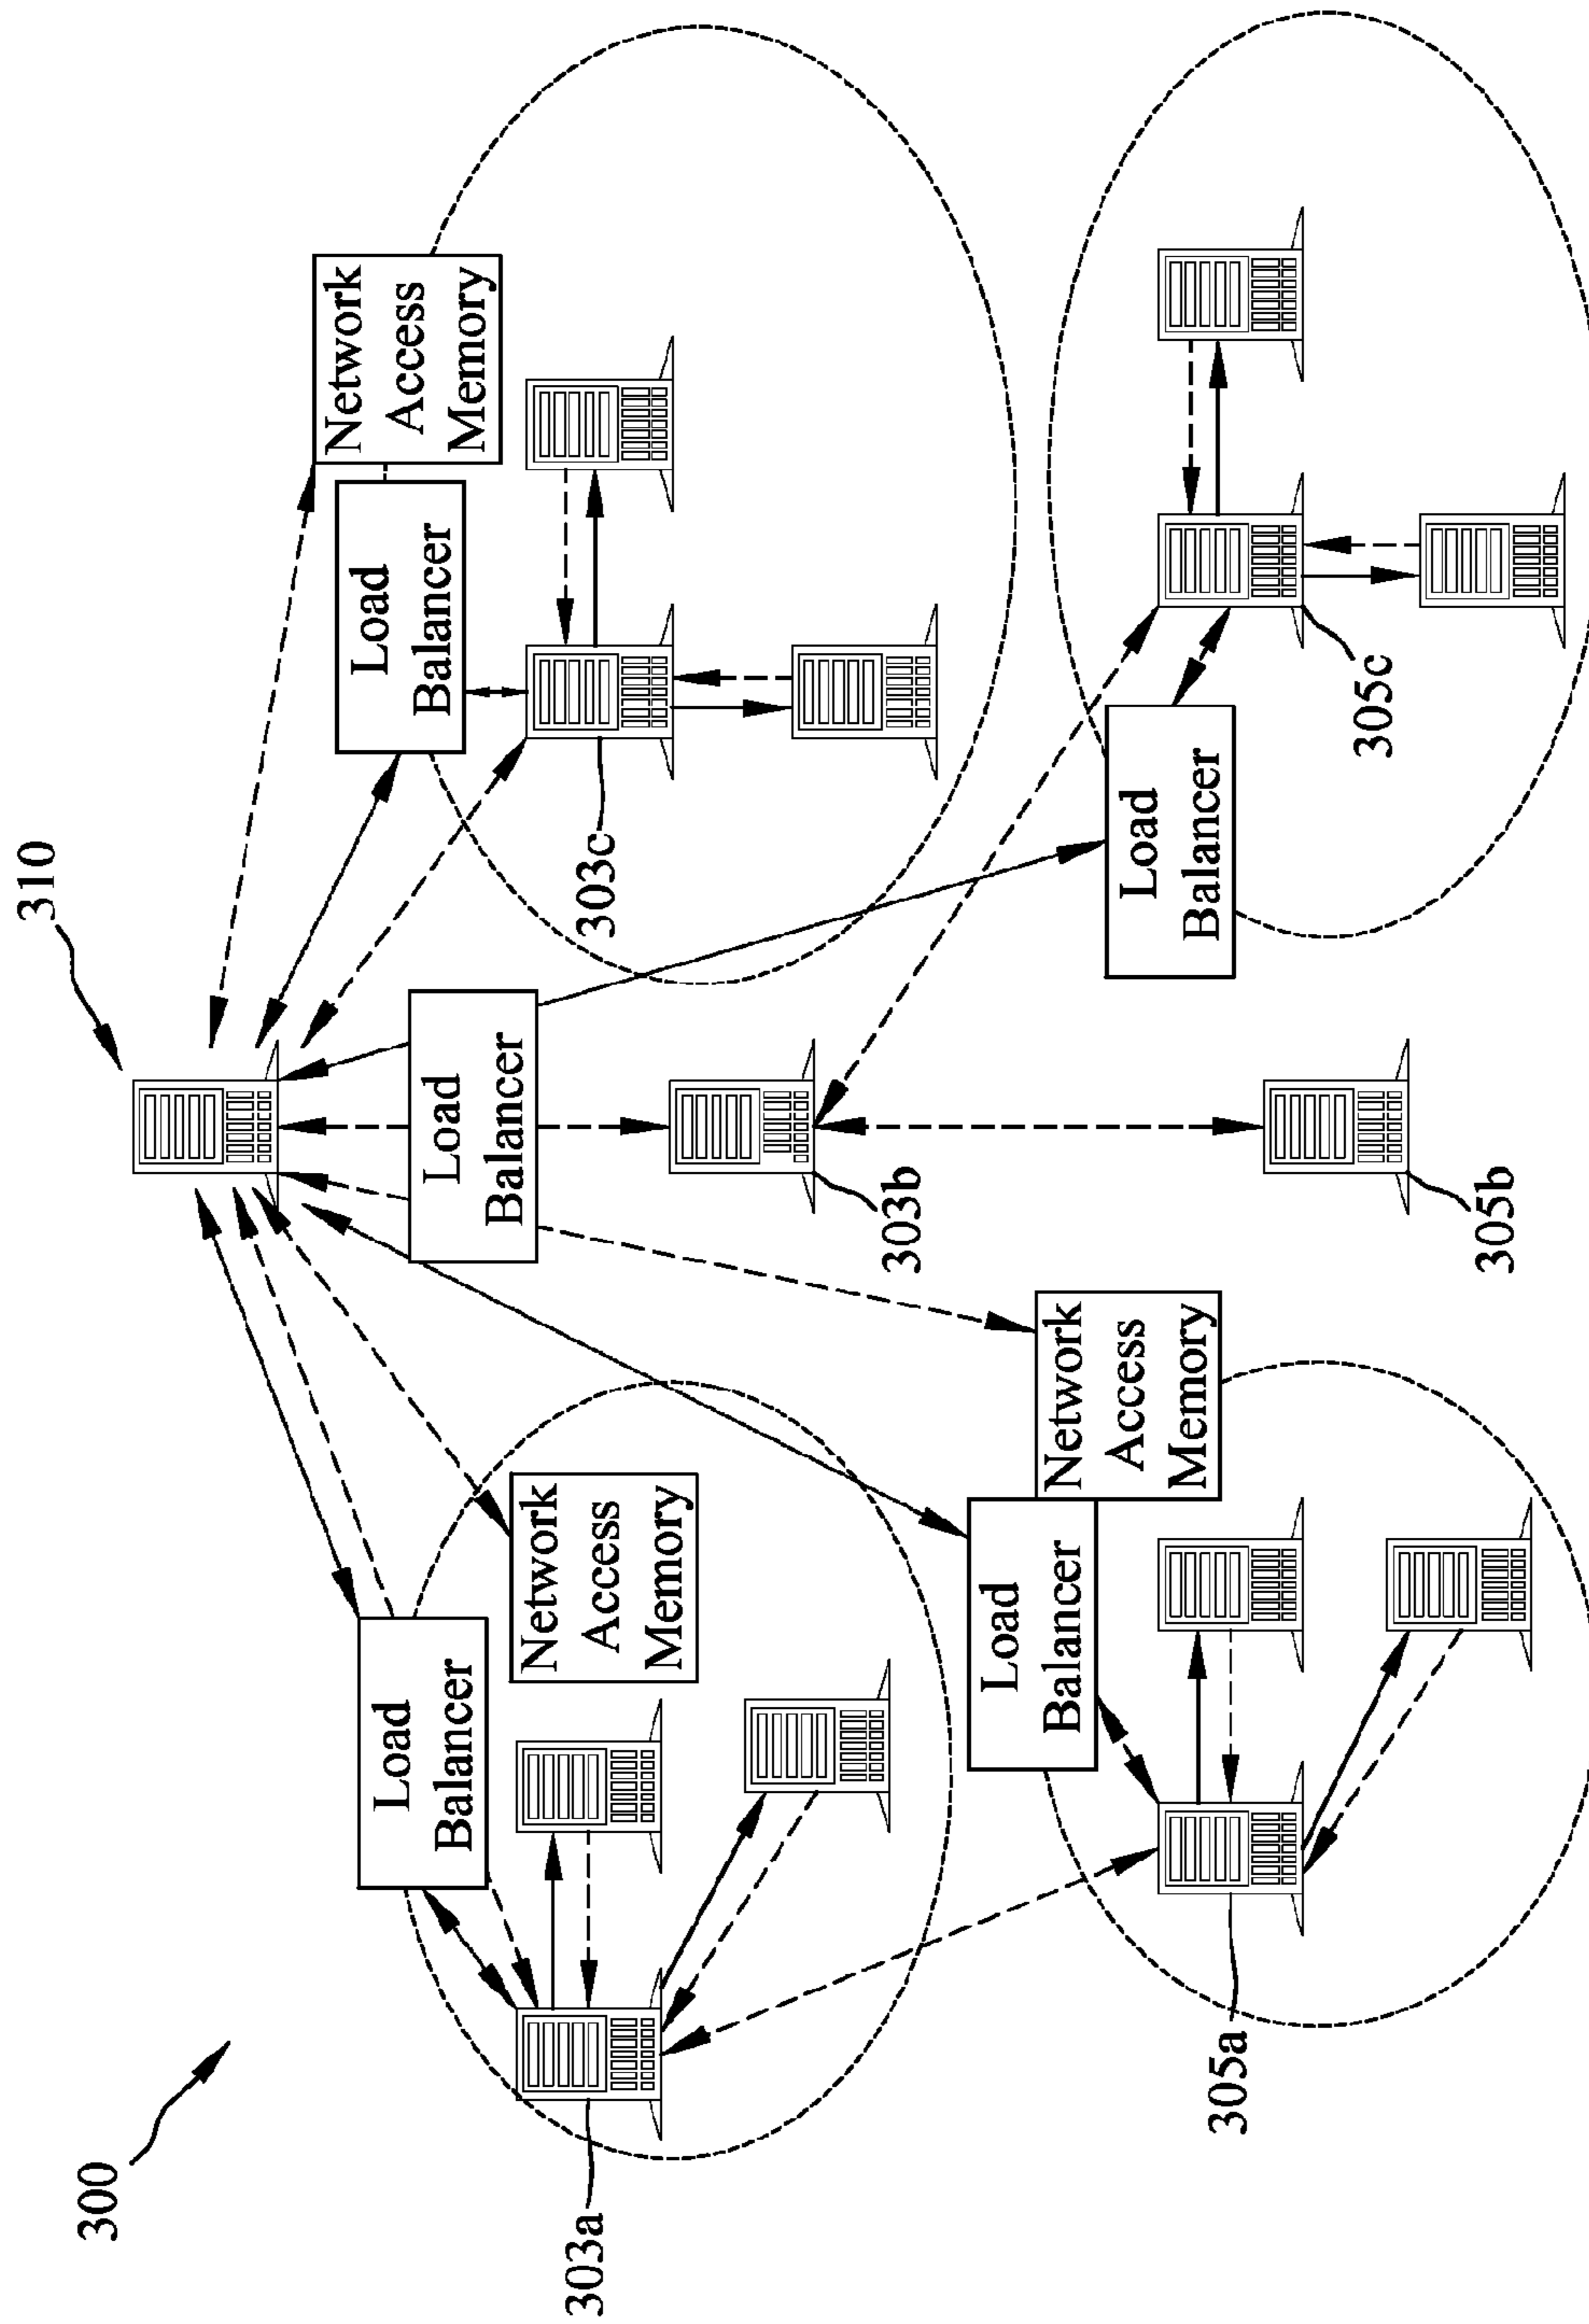 310
300
Network
Access
Memory
Load
Balancer
Load
Balancer
Load
Balancer
Network
Access
Memory
303a
303c
303b
Load
Balancer
Network
Access
Memory
Load
Balancer
305a
305c
305b